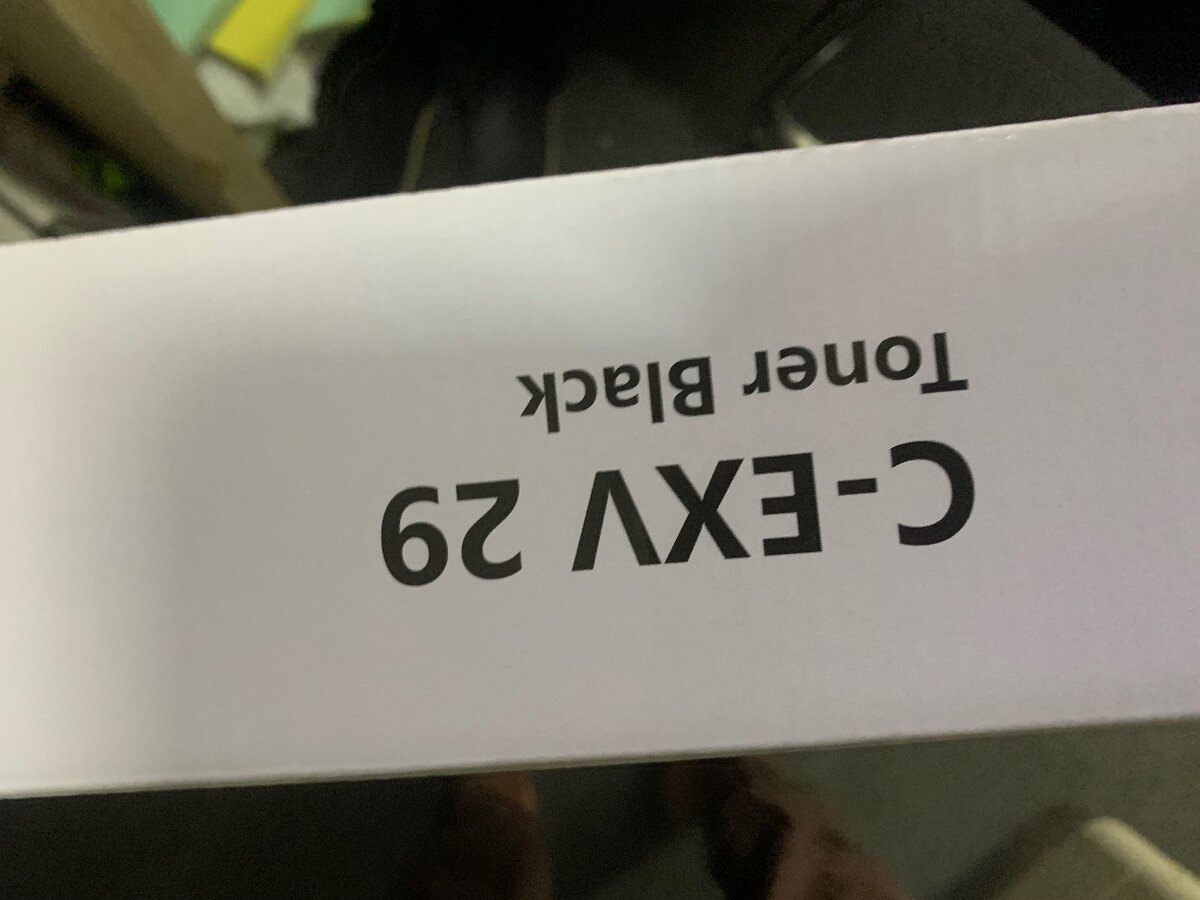 C-EXV 29
Toner Black